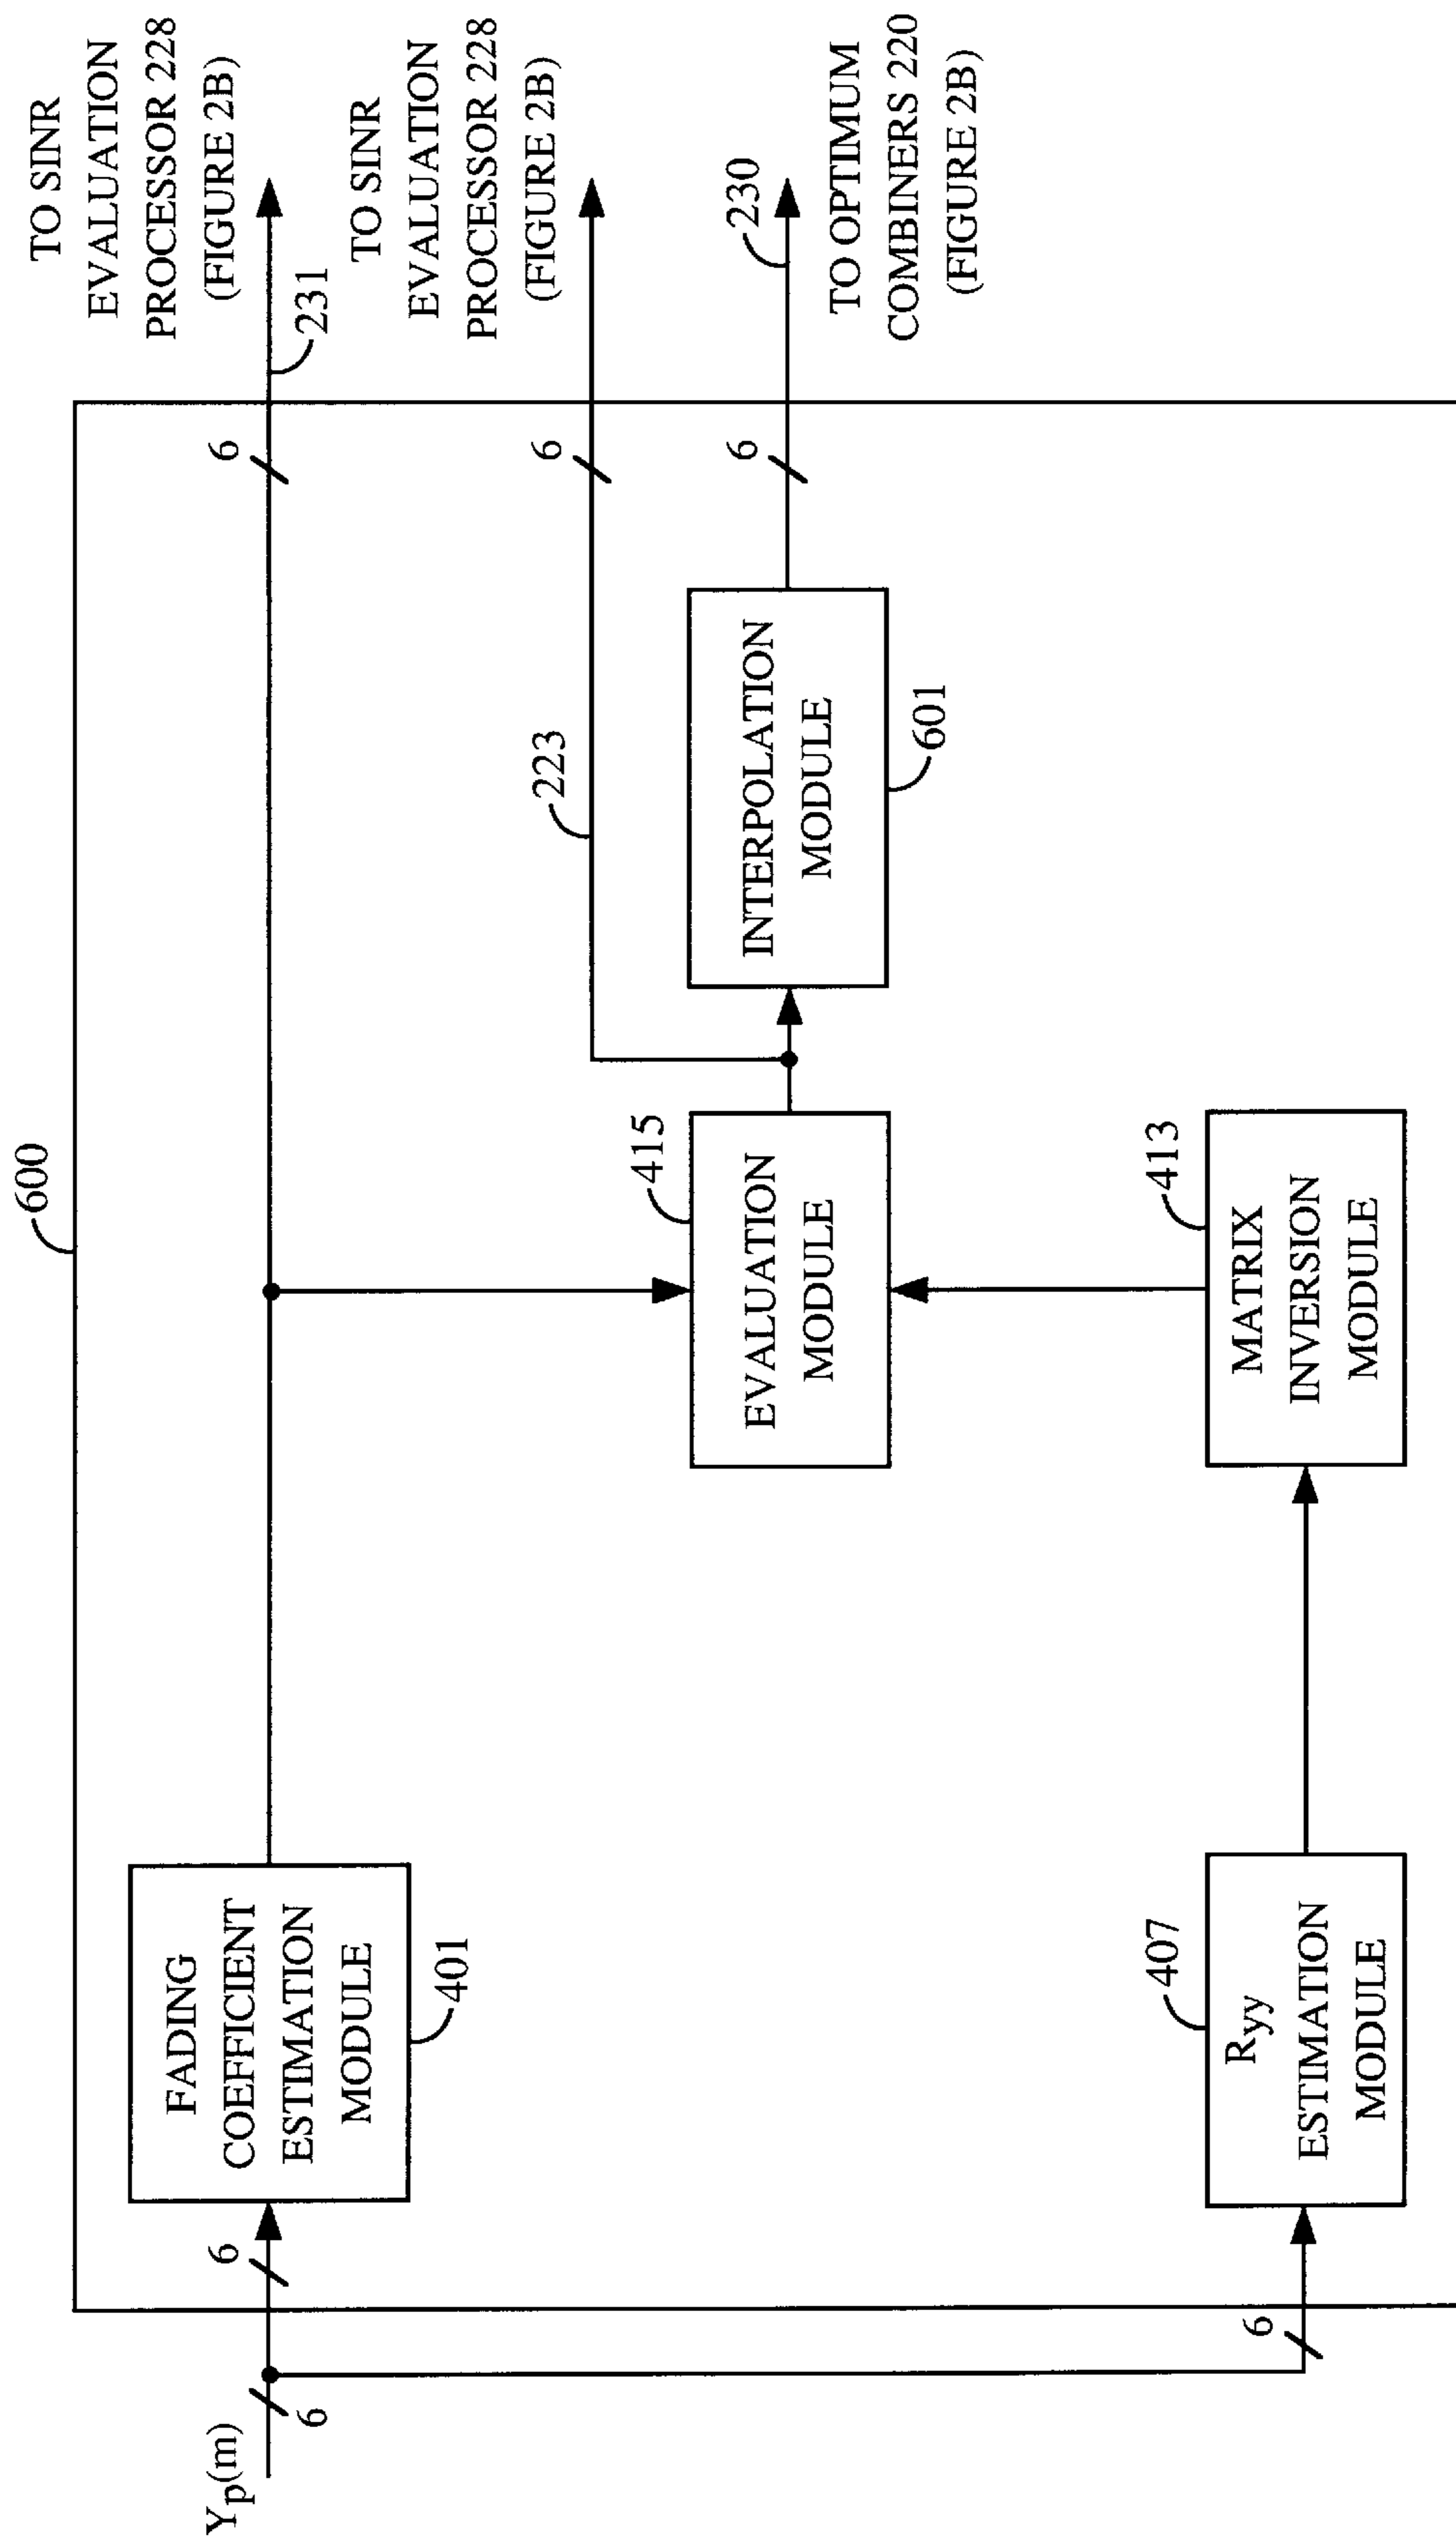 600
Yp(m)
6
6
6
FADING
COEFFICIENT
ESTIMATION
MODULE
401
6
231
TO SINR
EVALUATION
PROCESSOR 228
(FIGURE 2B)
223
6
TO SINR
EVALUATION
PROCESSOR 228
(FIGURE 2B)
415
EVALUATION
MODULE
INTERPOLATION
MODULE
601
6
230
TO OPTIMUM
COMBINERS 220
(FIGURE 2B)
407
Ryy
ESTIMATION
MODULE
413
MATRIX
INVERSION
MODULE